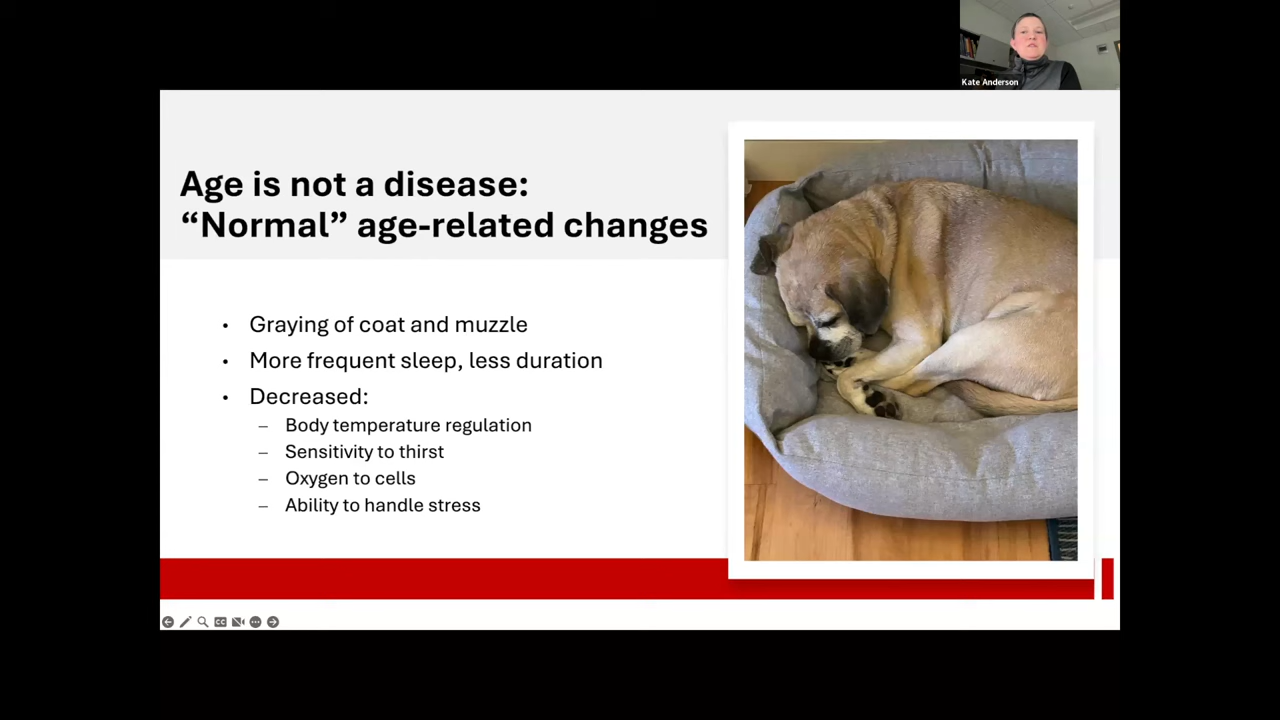 Kate Anderson
Age is not a disease:
“Normal” age-related changes
• Graying of coat and muzzle
• More frequent sleep, less duration
• Decreased:
– Body temperature regulation
– Sensitivity to thirst
– Oxygen to cells
– Ability to handle stress
CC